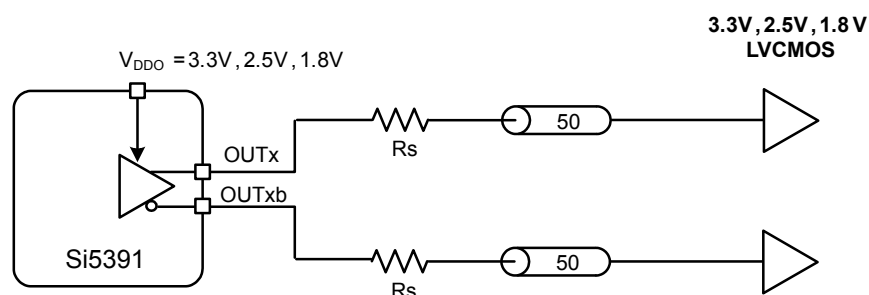 3.3V, 2.5V, 1.8 V
LVCMOS
VDDO = 3.3V, 2.5V, 1.8V
OUTx
Rs
50
OUTxb
Si5391
Rs
50